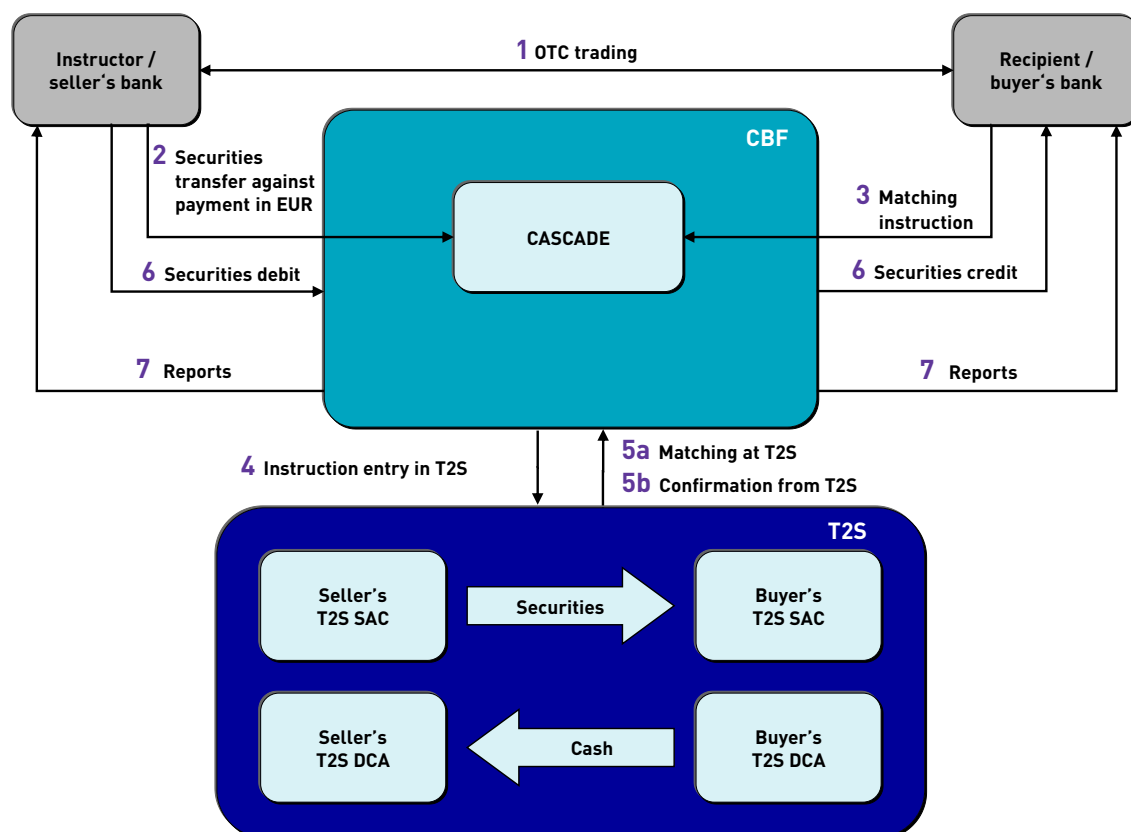 1 OTC trading
Instructor /
seller‘s bank
Recipient /
buyer‘s bank
CBF
2 Securities
transfer against
payment in EUR
3 Matching
instruction
CASCADE
6 Securities debit
6 Securities credit
7 Reports
7 Reports
4 Instruction entry in T2S
5a Matching at T2S
5b Confirmation from T2S
T2S
Seller's
T2S SAC
Securities
Buyer's
T2S SAC
Seller's
T2S DCA
Cash
Buyer's
T2S DCA